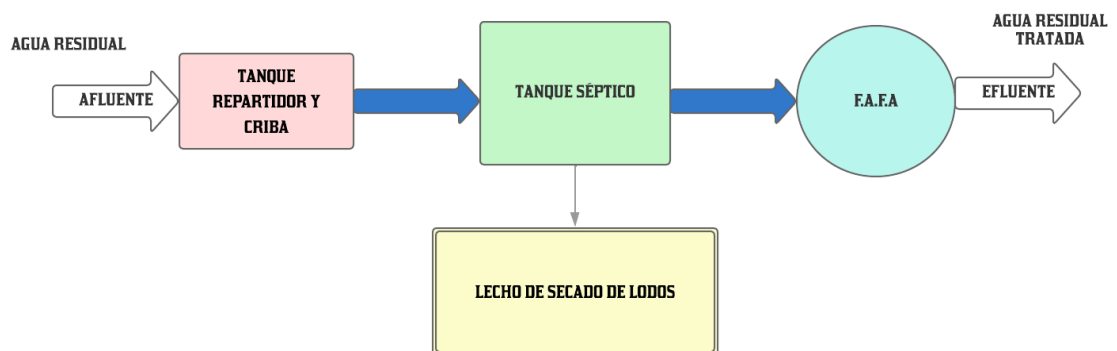 AGUA RESIDUAL
AFLUENTE
TANQUE
REPARTIDOR Y
CRIBA
TANQUE SÉPTICO
F.A.F.A
AGUA RESIDUAL
TRATADA
EFLUENTE
LECHO DE SECADO DE LODOS